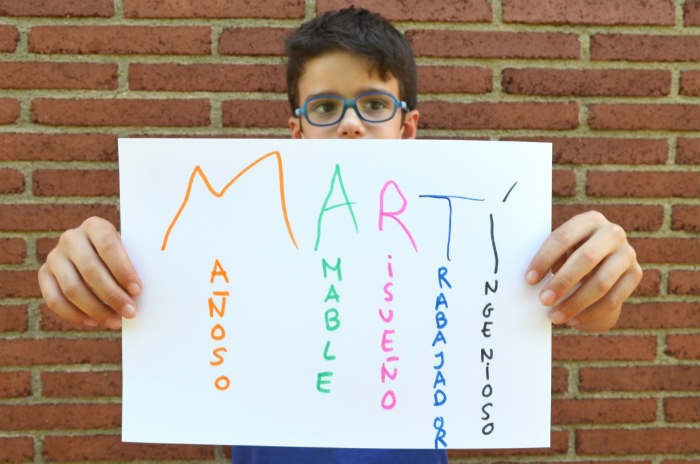 MARTÍ
AÑOSO
MABLE
iSUEÑO
RABAJADOR
NGENiOSO